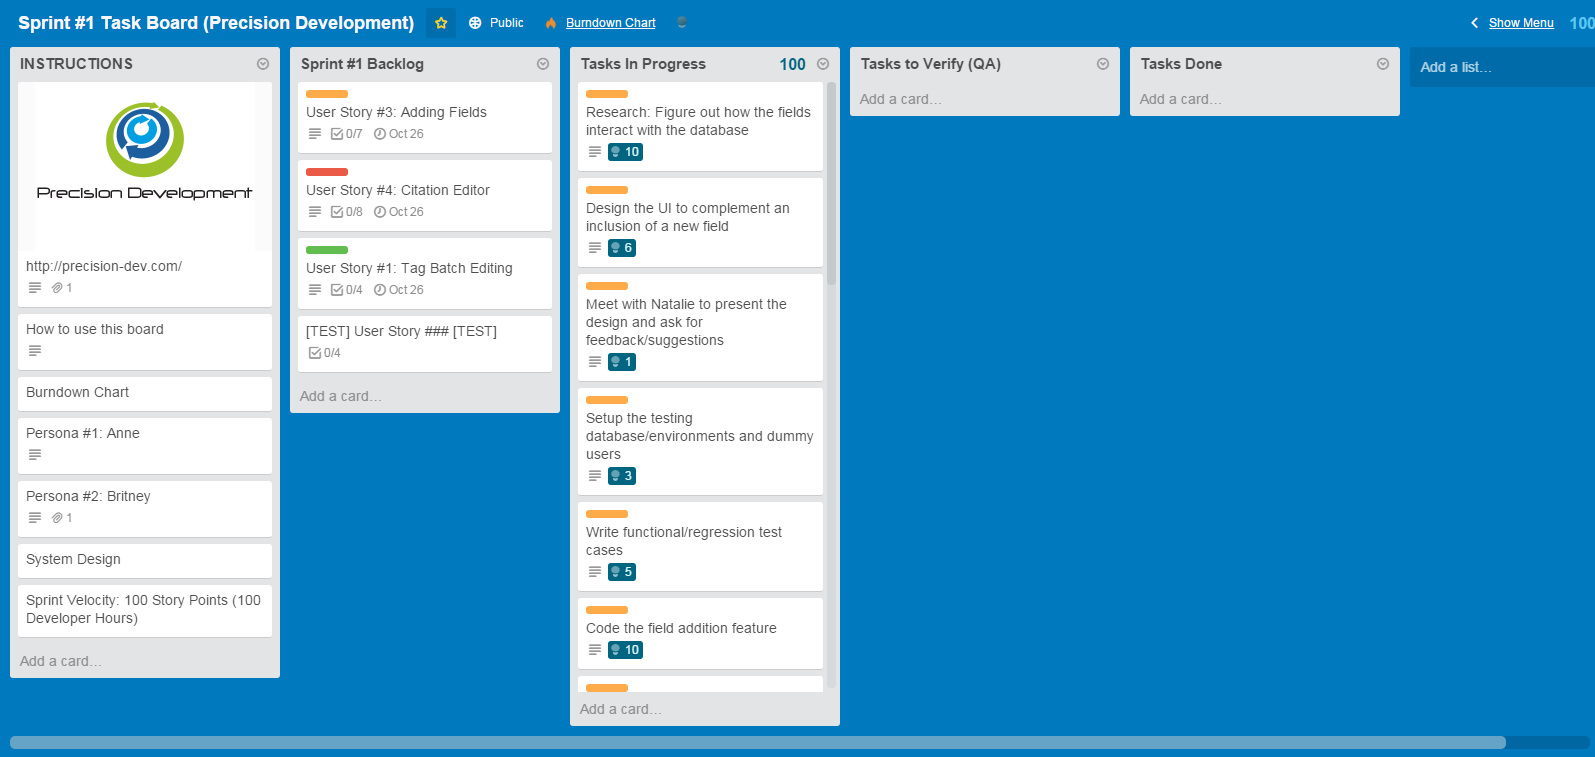 Sprint #1 Task Board (Precision Development)
Public
Burndown Chart
Show Menu
100
INSTRUCTIONS
Precision Development
http://precision-dev.com/
1
How to use this board
Burndown Chart
Persona #1: Anne
Persona #2: Britney
1
System Design
Sprint Velocity: 100 Story Points (100
Developer Hours)
Add a card...
Sprint #1 Backlog
User Story #3: Adding Fields
0/7 Oct 26
User Story #4: Citation Editor
0/8 Oct 26
User Story #1: Tag Batch Editing
0/4 Oct 26
[TEST] User Story ### [TEST]
0/4
Add a card...
Tasks In Progress 100
Research: Figure out how the fields
interact with the database
10
Design the UI to complement an
inclusion of a new field
6
Meet with Natalie to present the
design and ask for
feedback/suggestions
1
Setup the testing
database/environments and dummy
users
3
Write functional/regression test
cases
5
Code the field addition feature
10
Add a card...
Tasks to Verify (QA)
Add a card...
Tasks Done
Add a card...
Add a list...